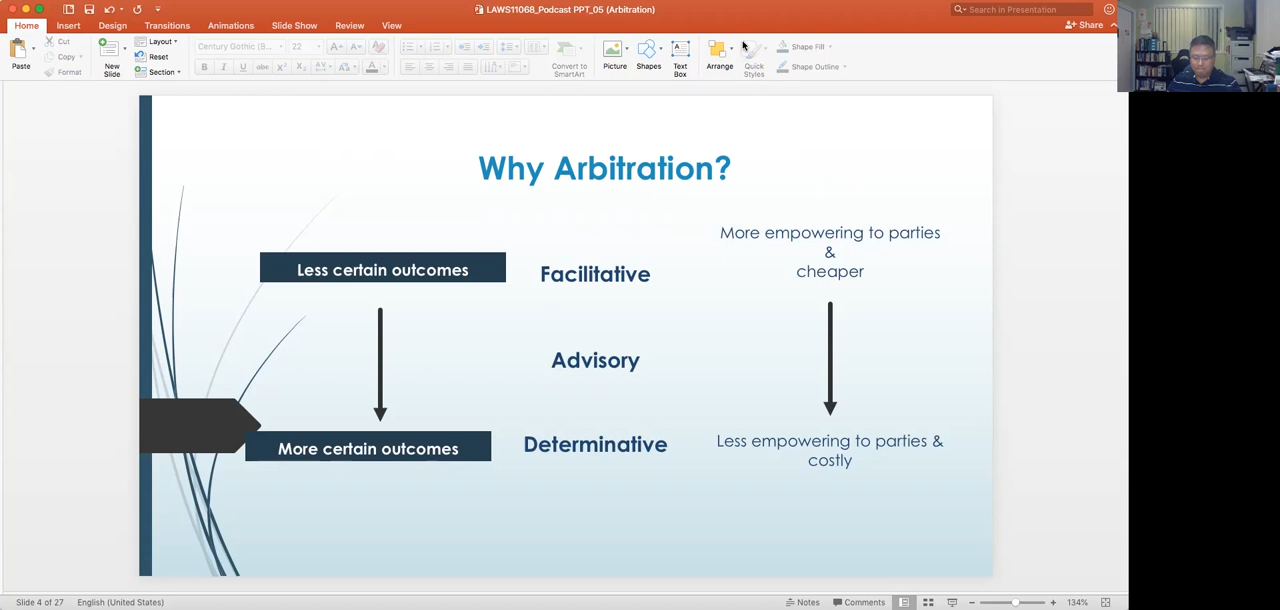 LAWS11068_Podcast PPT_05 (Arbitration)
Search in Presentation
Home Insert Design Transitions Animations Slide Show Review View
Share
Paste
Cut
Copy
Format
New
Slide
Layout
Reset
Section
Century Gothic (B... 22
Convert to
SmartArt
Picture
Shapes
Text
Box
Arrange
Quick
Styles
Shape Fill
Shape Outline
Why Arbitration?
More empowering to parties
&
cheaper
Less certain outcomes
Facilitative
Advisory
More certain outcomes
Determinative
Less empowering to parties &
costly
Slide 4 of 27 English (United States)
Notes Comments 134%